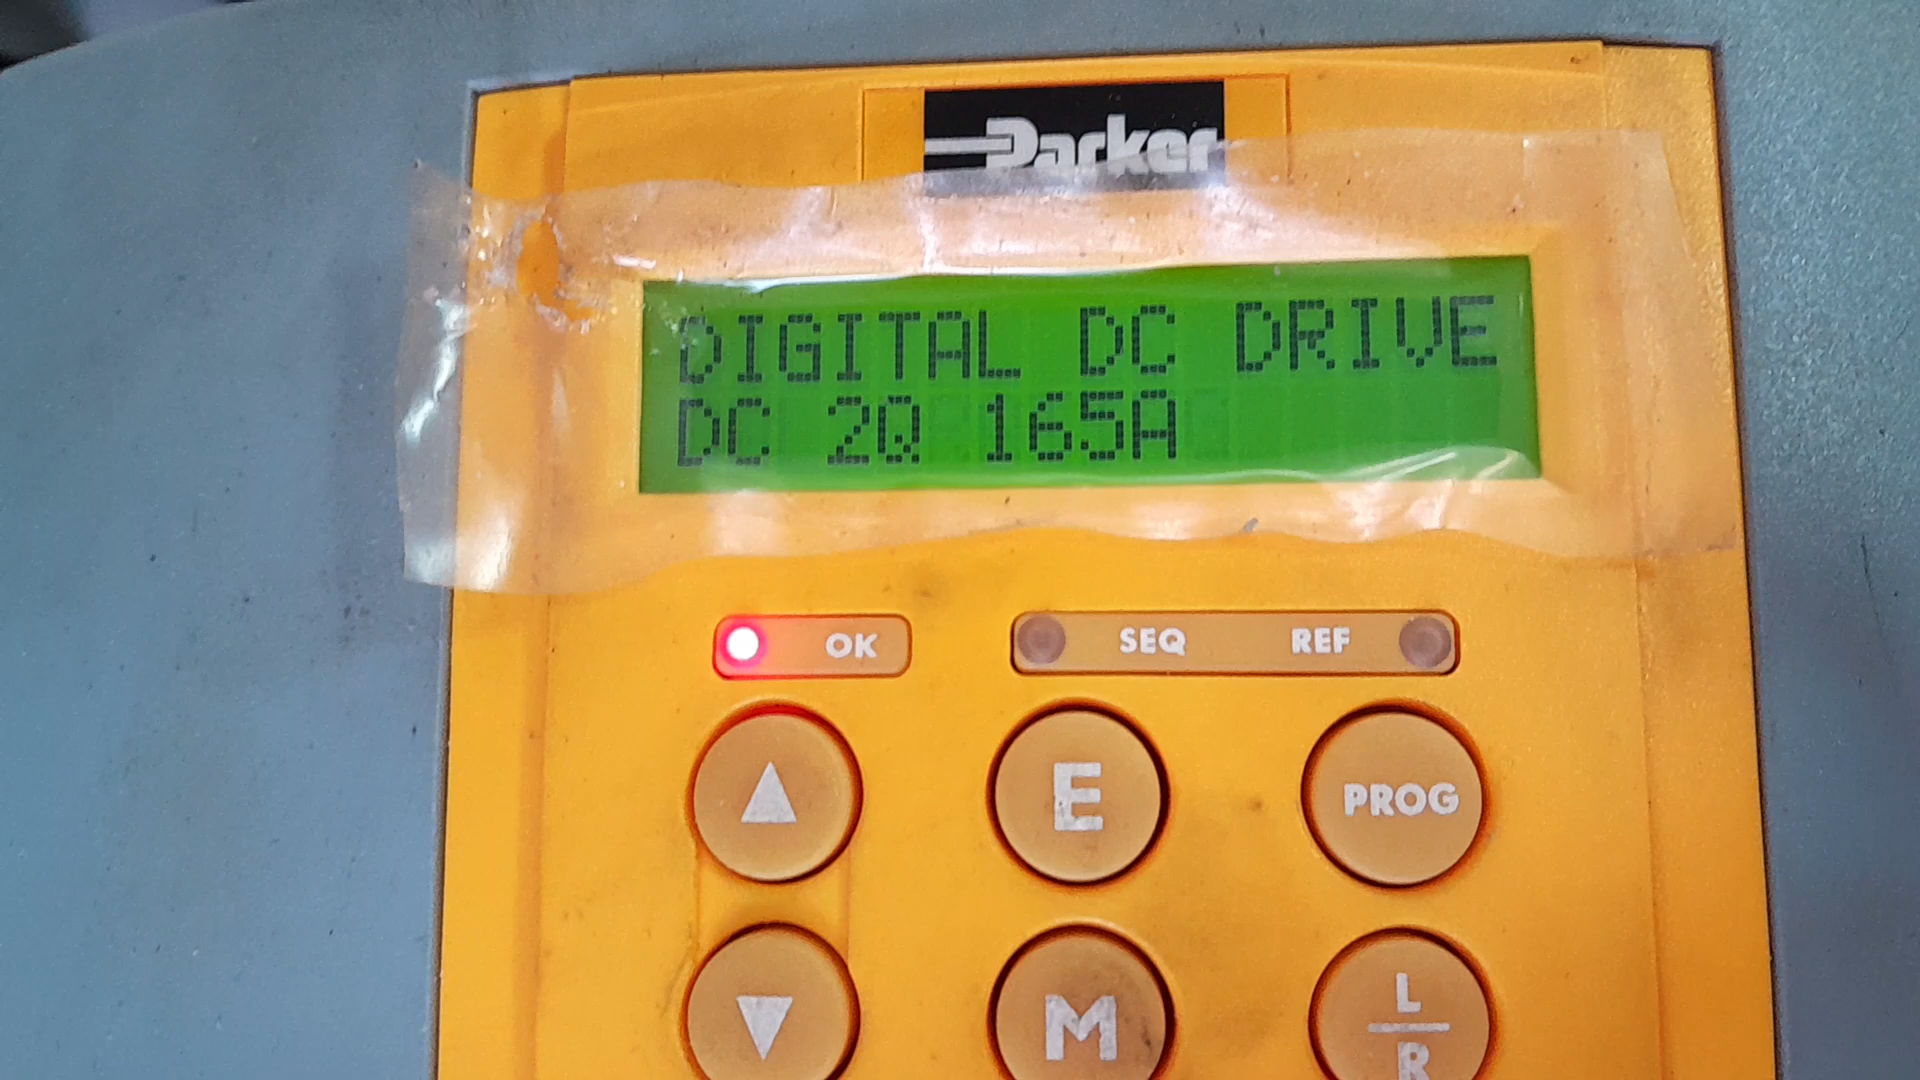 Parker
DIGITAL DC DRIVE
DC 2Q 165A
OK
SEQ REF
E
PROG
M
L
R